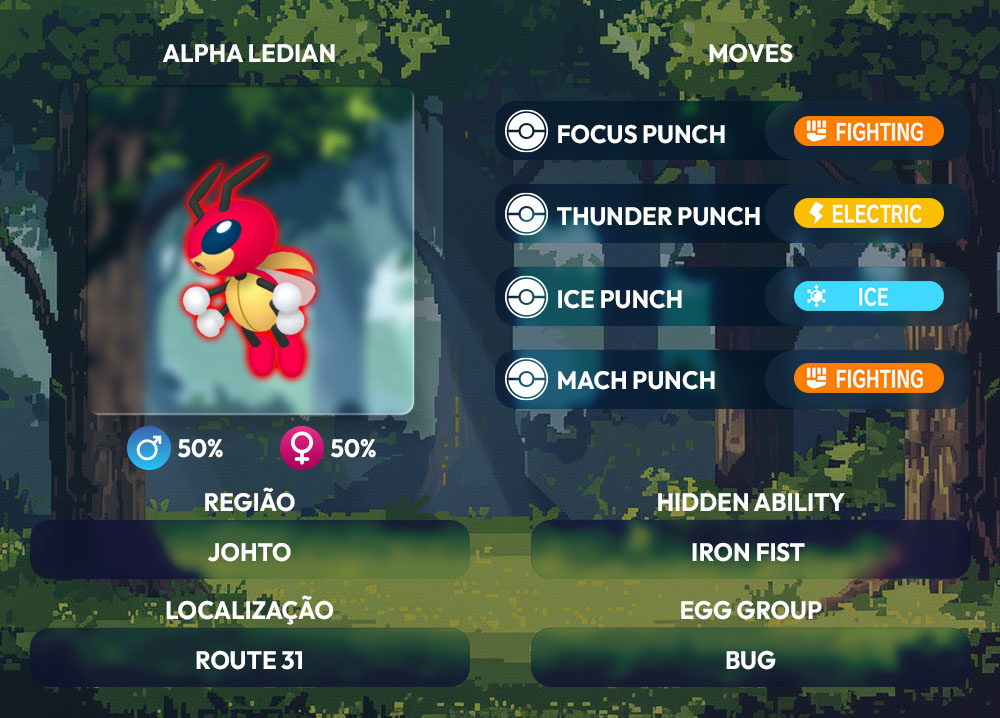 ALPHA LEDIAN
50%
50%
REGIÃO
JOHTO
LOCALIZAÇÃO
ROUTE 31
MOVES
FOCUS PUNCH FIGHTING
THUNDER PUNCH ELECTRIC
ICE PUNCH ICE
MACH PUNCH FIGHTING
HIDDEN ABILITY
IRON FIST
EGG GROUP
BUG